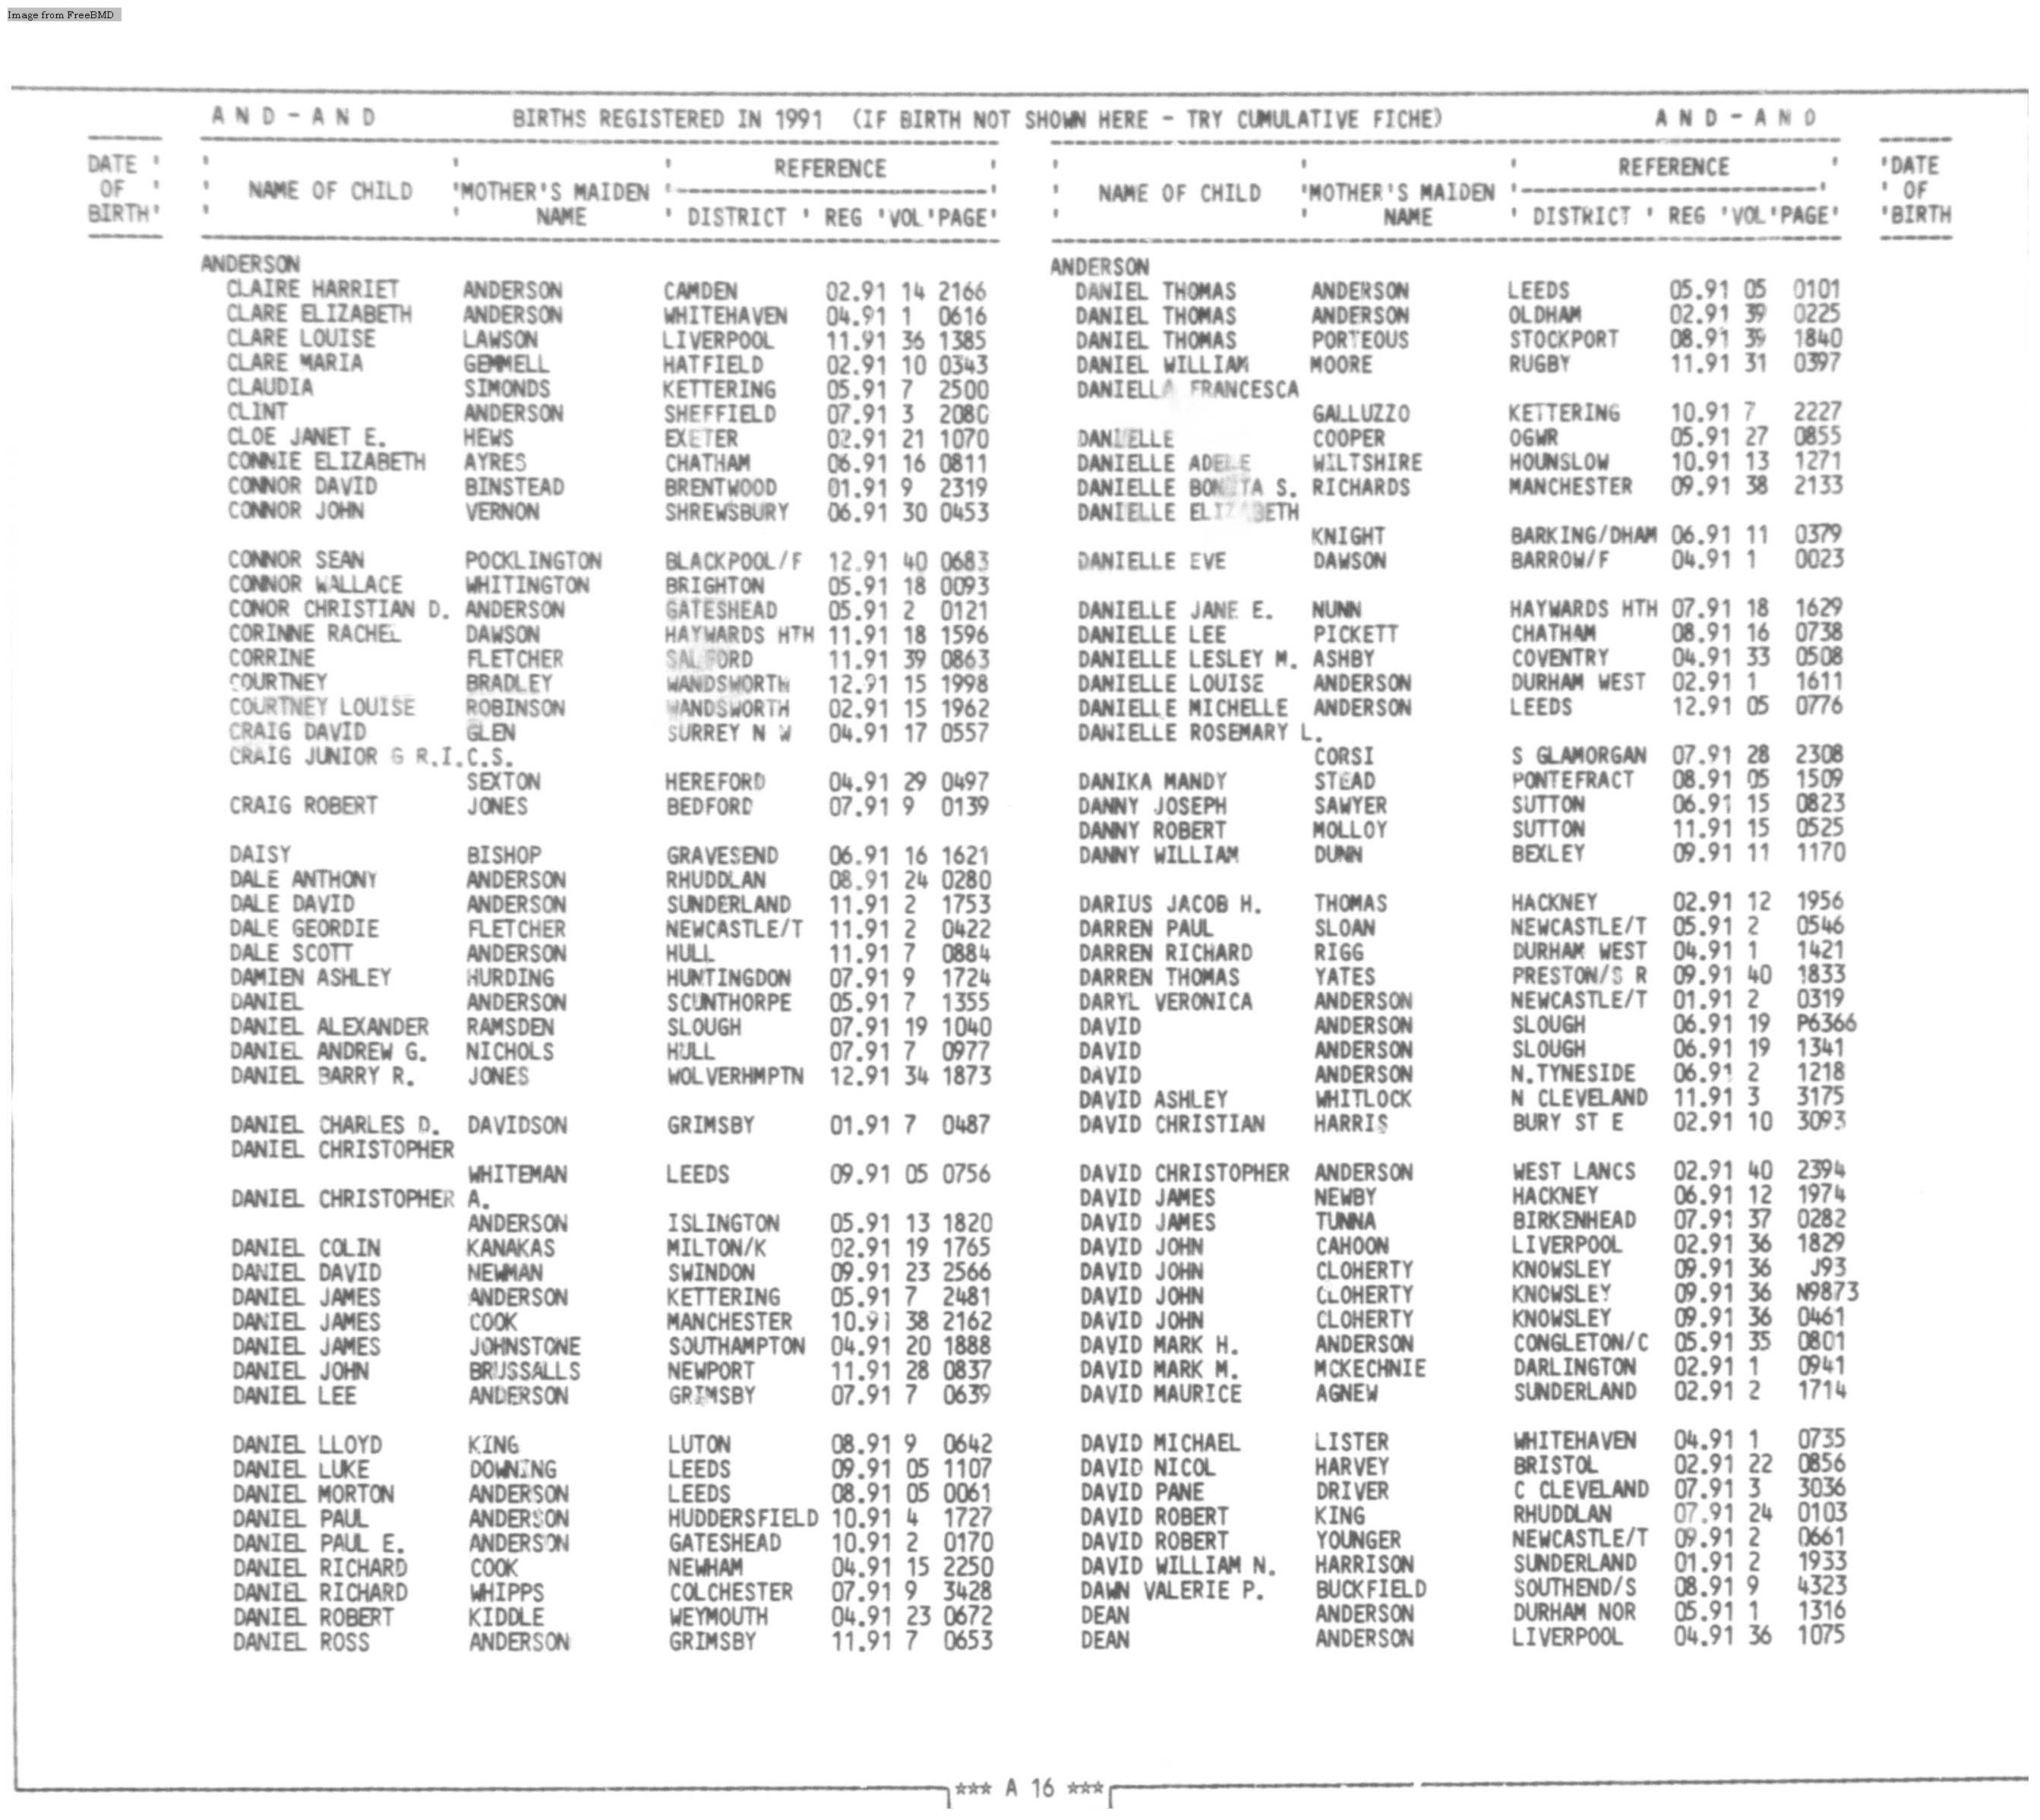 Image from FreeBMD
AND-AND BIRTHS REGISTERED IN 1991 (IF BIRTH NOT SHOWN HERE - TRY CUMULATIVE FICHE) AND-AND
DATE OF BIRTH
NAME OF CHILD MOTHER'S MAIDEN NAME REFERENCE DISTRICT REG VOL PAGE
ANDERSON
CLAIRE HARRIET ANDERSON CAMDEN 02.91 14 2166
CLARE ELIZABETH ANDERSON WHITEHAVEN 04.91 1 0616
CLARE LOUISE LAWSON LIVERPOOL 11.91 36 1385
CLARE MARIA GEMMELL HATFIELD 02.91 10 0343
CLAUDIA SIMONDS KETTERING 05.91 7 2500
CLINT ANDERSON SHEFFIELD 07.91 3 2080
CLOE JANET E. HEWS EXETER 02.91 21 1070
CONNIE ELIZABETH AYRES CHATHAM 06.91 16 0811
CONNOR DAVID BINSTEAD BRENTWOOD 01.91 9 2319
CONNOR JOHN VERNON SHREWSBURY 06.91 30 0453
CONNOR SEAN POCKLINGTON BLACKPOOL/F 12.91 40 0683
CONNOR WALLACE WHITINGTON BRIGHTON 05.91 18 0093
CONOR CHRISTIAN D. ANDERSON GATESHEAD 05.91 2 0121
CORINNE RACHEL DAWSON HAYWARDS HTH 11.91 18 1596
CORRINE FLETCHER SALFORD 11.91 39 0863
COURTNEY BRADLEY WANDSWORTH 12.91 15 1998
COURTNEY LOUISE ROBINSON WANDSWORTH 02.91 15 1962
CRAIG DAVID GLEN SURREY N W 04.91 17 0557
CRAIG JUNIOR G R.I.C.S.
SEXTON HEREFORD 04.91 29 0497
CRAIG ROBERT JONES BEDFORD 07.91 9 0139
DAISY BISHOP GRAVESEND 06.91 16 1621
DALE ANTHONY ANDERSON RHUDDLAN 08.91 24 0280
DALE DAVID ANDERSON SUNDERLAND 11.91 2 1753
DALE GEORDIE FLETCHER NEWCASTLE/T 11.91 2 0422
DALE SCOTT ANDERSON HULL 11.91 7 0884
DAMIEN ASHLEY HURDING HUNTINGDON 07.91 9 1724
DANIEL ANDERSON SCUNTHORPE 05.91 7 1355
DANIEL ALEXANDER RAMSDEN SLOUGH 07.91 19 1040
DANIEL ANDREW G. NICHOLS HULL 07.91 7 0977
DANIEL BARRY R. JONES WOLVERHMPTN 12.91 34 1873
DANIEL CHARLES D. DAVIDSON GRIMSBY 01.91 7 0487
DANIEL CHRISTOPHER
WHITEMAN LEEDS 09.91 05 0756
DANIEL CHRISTOPHER A.
ANDERSON ISLINGTON 05.91 13 1820
DANIEL COLIN KANAKAS MILTON/K 02.91 19 1765
DANIEL DAVID NEWMAN SWINDON 09.91 23 2566
DANIEL JAMES ANDERSON KETTERING 05.91 7 2481
DANIEL JAMES COOK MANCHESTER 10.91 38 2162
DANIEL JAMES JOHNSTONE SOUTHAMPTON 04.91 20 1888
DANIEL JOHN BRUSSALLS NEWPORT 11.91 28 0837
DANIEL LEE ANDERSON GRIMSBY 07.91 7 0639
DANIEL LLOYD KING LUTON 08.91 9 0642
DANIEL LUKE DOWNING LEEDS 09.91 05 1107
DANIEL MORTON ANDERSON LEEDS 08.91 05 0061
DANIEL PAUL ANDERSON HUDDERSFIELD 10.91 4 1727
DANIEL PAUL E. ANDERSON GATESHEAD 10.91 2 0170
DANIEL RICHARD COOK NEWHAM 04.91 15 2250
DANIEL RICHARD WHIPPS COLCHESTER 07.91 9 3428
DANIEL ROBERT KIDDLE WEYMOUTH 04.91 23 0672
DANIEL ROSS ANDERSON GRIMSBY 11.91 7 0653
NAME OF CHILD MOTHER'S MAIDEN NAME REFERENCE DISTRICT REG VOL PAGE
DATE OF BIRTH
ANDERSON
DANIEL THOMAS ANDERSON LEEDS 05.91 05 0101
DANIEL THOMAS ANDERSON OLDHAM 02.91 39 0225
DANIEL THOMAS PORTEOUS STOCKPORT 08.91 39 1840
DANIEL WILLIAM MOORE RUGBY 11.91 31 0397
DANIELLA FRANCESCA
GALLUZZO KETTERING 10.91 7 2227
DANIELLE COOPER OGWR 05.91 27 0855
DANIELLE ADELE WILTSHIRE HOUNSLOW 10.91 13 1271
DANIELLE BONITA S. RICHARDS MANCHESTER 09.91 38 2133
DANIELLE ELIZABETH
KNIGHT BARKING/DHAM 06.91 11 0379
DANIELLE EVE DAWSON BARROW/F 04.91 1 0023
DANIELLE JANE E. NUNN HAYWARDS HTH 07.91 18 1629
DANIELLE LEE PICKETT CHATHAM 08.91 16 0738
DANIELLE LESLEY M. ASHBY COVENTRY 04.91 33 0508
DANIELLE LOUISE ANDERSON DURHAM WEST 02.91 1 1611
DANIELLE MICHELLE ANDERSON LEEDS 12.91 05 0776
DANIELLE ROSEMARY L.
CORSI S GLAMORGAN 07.91 28 2308
DANIKA MANDY STEAD PONTEFRACT 08.91 05 1509
DANNY JOSEPH SAWYER SUTTON 06.91 15 0823
DANNY ROBERT MOLLOY SUTTON 11.91 15 0525
DANNY WILLIAM DUNN BEXLEY 09.91 11 1170
DARIUS JACOB H. THOMAS HACKNEY 02.91 12 1956
DARREN PAUL SLOAN NEWCASTLE/T 05.91 2 0546
DARREN RICHARD RIGG DURHAM WEST 04.91 1 1421
DARREN THOMAS YATES PRESTON/S R 09.91 40 1833
DARYL VERONICA ANDERSON NEWCASTLE/T 01.91 2 0319
DAVID ANDERSON SLOUGH 06.91 19 P6366
DAVID ANDERSON SLOUGH 06.91 19 1341
DAVID ANDERSON N.TYNESIDE 06.91 2 1218
DAVID ASHLEY WHITLOCK N CLEVELAND 11.91 3 3175
DAVID CHRISTIAN HARRIS BURY ST E 02.91 10 3093
DAVID CHRISTOPHER ANDERSON WEST LANCS 02.91 40 2394
DAVID JAMES NEWBY HACKNEY 06.91 12 1974
DAVID JAMES TUNNA BIRKENHEAD 07.91 37 0282
DAVID JOHN CAHOON LIVERPOOL 02.91 36 1829
DAVID JOHN CLOHERTY KNOWSLEY 09.91 36 J93
DAVID JOHN CLOHERTY KNOWSLEY 09.91 36 N9873
DAVID JOHN CLOHERTY KNOWSLEY 09.91 36 0461
DAVID MARK H. ANDERSON CONGLETON/C 05.91 35 0801
DAVID MARK M. MCKECHNIE DARLINGTON 02.91 1 0941
DAVID MAURICE AGNEW SUNDERLAND 02.91 2 1714
DAVID MICHAEL LISTER WHITEHAVEN 04.91 1 0735
DAVID NICOL HARVEY BRISTOL 02.91 22 0856
DAVID PANE DRIVER C CLEVELAND 07.91 3 3036
DAVID ROBERT KING RHUDDLAN 07.91 24 0103
DAVID ROBERT YOUNGER NEWCASTLE/T 09.91 2 0661
DAVID WILLIAM N. HARRISON SUNDERLAND 01.91 2 1933
DAWN VALERIE P. BUCKFIELD SOUTHEND/S 08.91 9 4323
DEAN ANDERSON DURHAM NOR 05.91 1 1316
DEAN ANDERSON LIVERPOOL 04.91 36 1075
*** A 16 ***